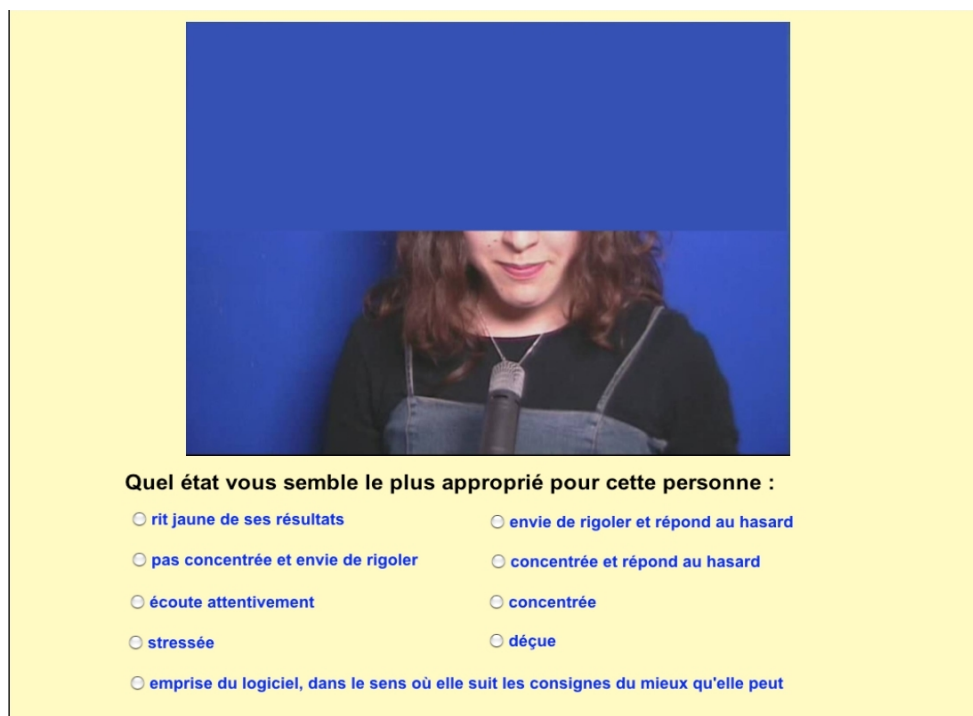 Quel état vous semble le plus approprié pour cette personne :
rit jaune de ses résultats
envie de rigoler et répond au hasard
pas concentrée et envie de rigoler
concentrée et répond au hasard
écoute attentivement
concentrée
stressée
déçue
emprise du logiciel, dans le sens où elle suit les consignes du mieux qu'elle peut